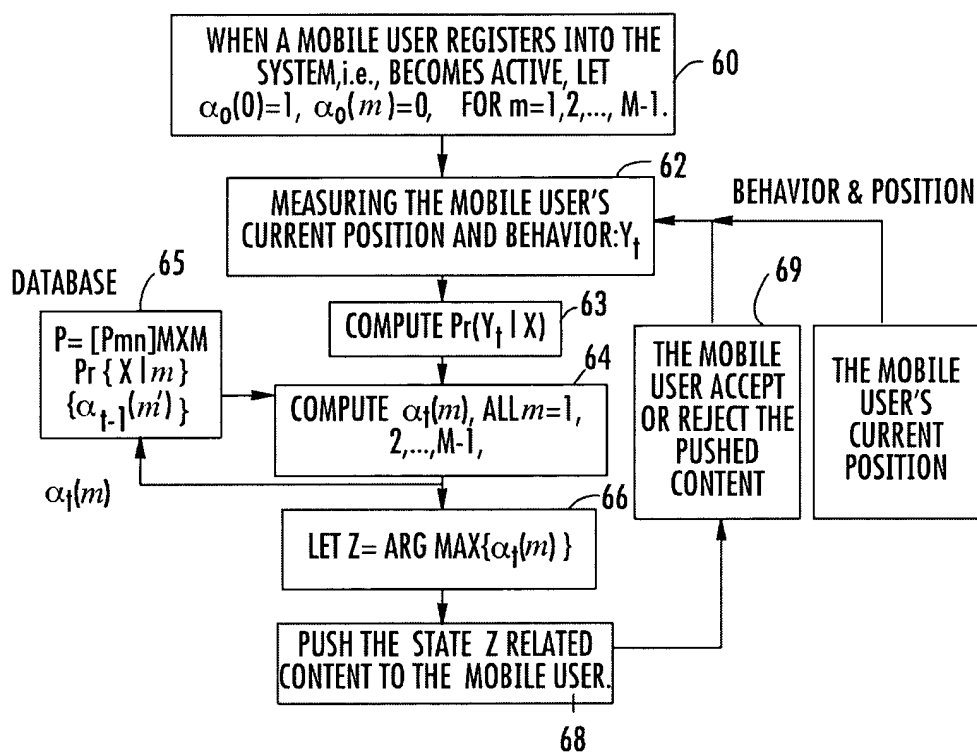 WHEN A MOBILE USER REGISTERS INTO THE
SYSTEM,i.e., BECOMES ACTIVE, LET
α₀(0)=1, α₀(m)=0, FOR m=1,2,..., M-1.
60
62
MEASURING THE MOBILE USER'S
CURRENT POSITION AND BEHAVIOR:Yₜ
BEHAVIOR & POSITION
DATABASE
65
P= [Pmn]MXM
Pr { X | m }
{αₜ₋₁(m′) }
63
COMPUTE Pr(Yₜ | X)
64
COMPUTE αₜ(m), ALL m=1,
2,...,M-1,
69
THE MOBILE
USER ACCEPT
OR REJECT THE
PUSHED
CONTENT
THE MOBILE
USER'S
CURRENT
POSITION
αₜ(m)
66
LET Z= ARG MAX{αₜ(m) }
PUSH THE STATE Z RELATED
CONTENT TO THE MOBILE USER.
68